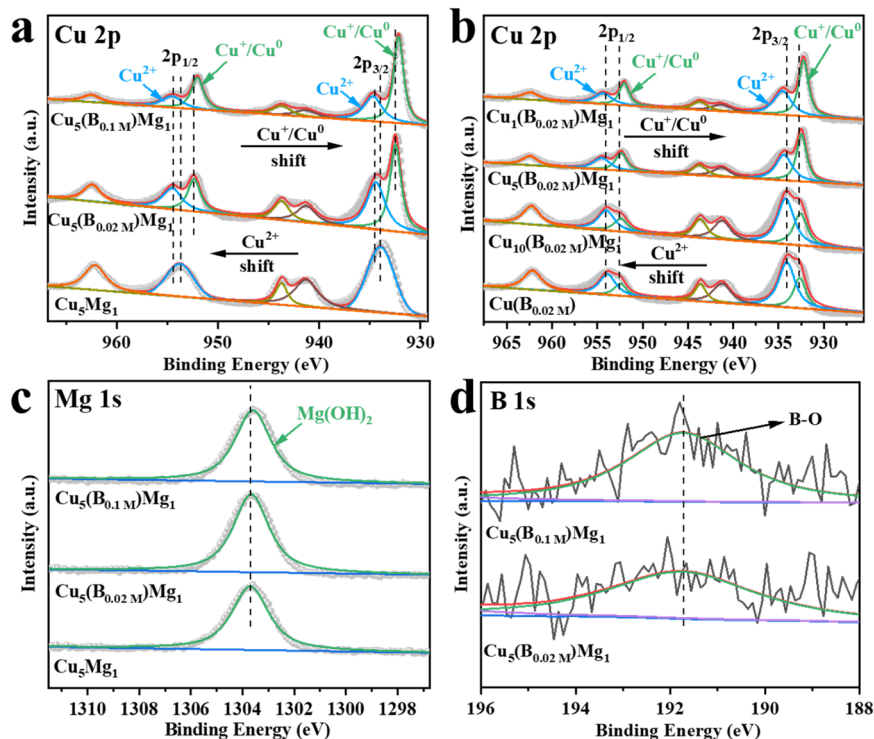 a
Cu 2p
2p1/2
Cu+/Cu0
Cu2+
Cu+/Cu0
2p3/2
Cu2+
Cu5(B0.1 M)Mg1
Cu+/Cu0
shift
Cu5(B0.02 M)Mg1
Cu2+
shift
Cu5Mg1
Intensity (a.u.)
960 950 940 930
Binding Energy (eV)
b
Cu 2p
2p1/2
Cu+/Cu0
Cu2+
2p3/2
Cu+/Cu0
Cu2+
Cu1(B0.02 M)Mg1
Cu+/Cu0
shift
Cu5(B0.02 M)Mg1
Cu10(B0.02 M)Mg1
Cu2+
shift
Cu(B0.02 M)
Intensity (a.u.)
965 960 955 950 945 940 935 930
Binding Energy (eV)
c
Mg 1s
Mg(OH)2
Cu5(B0.1 M)Mg1
Cu5(B0.02 M)Mg1
Cu5Mg1
Intensity (a.u.)
1310 1308 1306 1304 1302 1300 1298
Binding Energy (eV)
d
B 1s
B-O
Cu5(B0.1 M)Mg1
Cu5(B0.02 M)Mg1
Intensity (a.u.)
196 194 192 190 188
Binding Energy (eV)